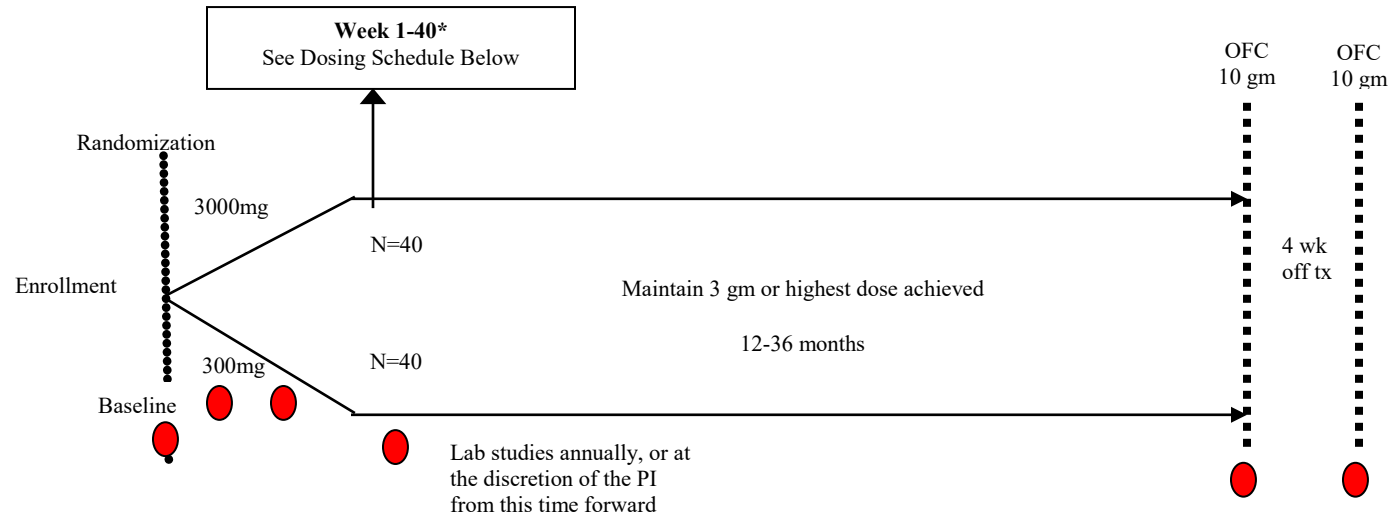 Week 1-40*
See Dosing Schedule Below
OFC
10 gm
OFC
10 gm
Randomization
3000mg
N=40
4 wk
off tx
Enrollment
Maintain 3 gm or highest dose achieved
12-36 months
300mg
N=40
Baseline
Lab studies annually, or at
the discretion of the PI
from this time forward